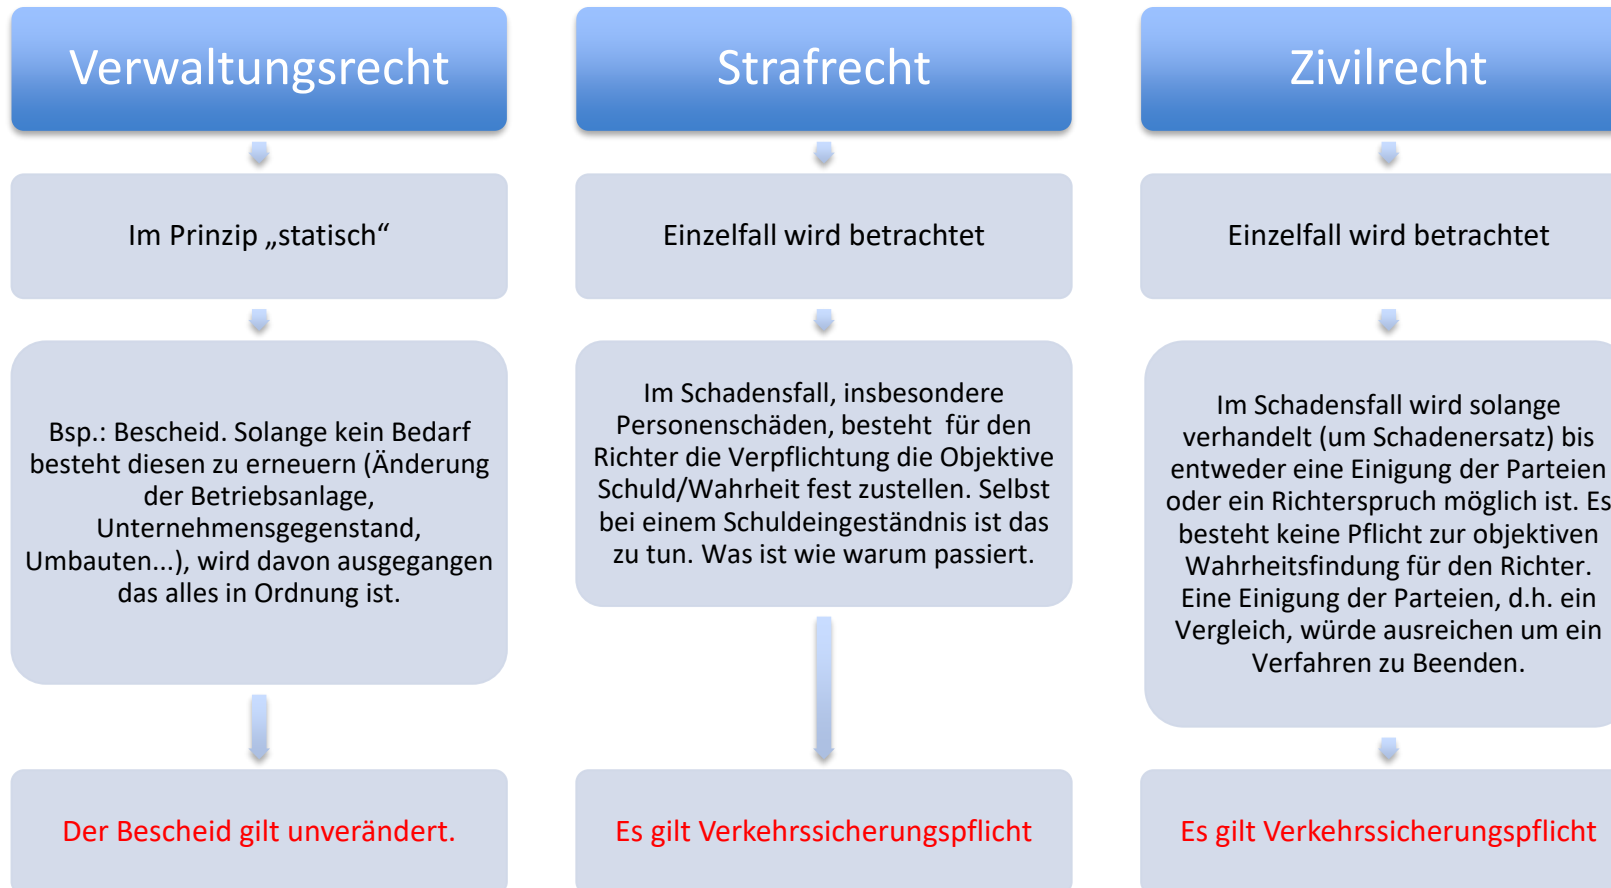 Verwaltungsrecht
Im Prinzip „statisch“
Bsp.: Bescheid. Solange kein Bedarf
besteht diesen zu erneuern (Änderung
der Betriebsanlage,
Unternehmensgegenstand,
Umbauten...), wird davon ausgegangen
das alles in Ordnung ist.
Der Bescheid gilt unverändert.
Strafrecht
Einzelfall wird betrachtet
Im Schadensfall, insbesondere
Personenschäden, besteht  für den
Richter die Verpflichtung die Objektive
Schuld/Wahrheit fest zustellen. Selbst
bei einem Schuldeingeständnis ist das
zu tun. Was ist wie warum passiert.
Es gilt Verkehrssicherungspflicht
Zivilrecht
Einzelfall wird betrachtet
Im Schadensfall wird solange
verhandelt (um Schadenersatz) bis
entweder eine Einigung der Parteien
oder ein Richterspruch möglich ist. Es
besteht keine Pflicht zur objektiven
Wahrheitsfindung für den Richter.
Eine Einigung der Parteien, d.h. ein
Vergleich, würde ausreichen um ein
Verfahren zu Beenden.
Es gilt Verkehrssicherungspflicht